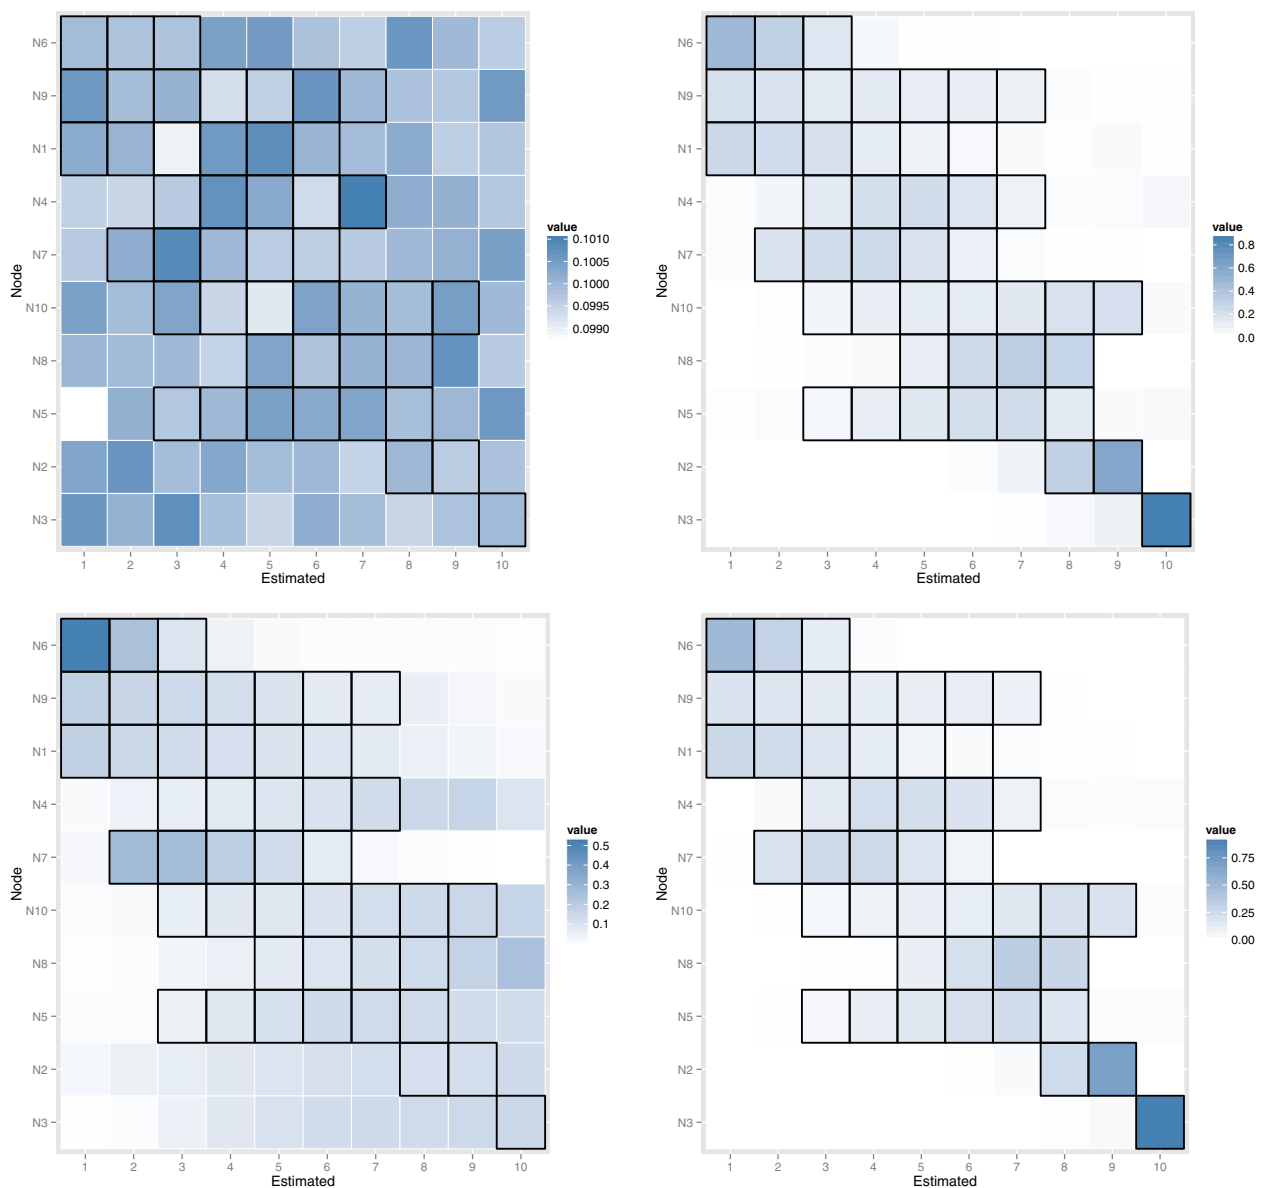 N6
N9
N1
N4
N7
N10
N8
N5
N2
N3
Node
1 2 3 4 5 6 7 8 9 10
Estimated
value
0.1010
0.1005
0.1000
0.0995
0.0990
N6
N9
N1
N4
N7
N10
N8
N5
N2
N3
Node
1 2 3 4 5 6 7 8 9 10
Estimated
value
0.8
0.6
0.4
0.2
0.0
N6
N9
N1
N4
N7
N10
N8
N5
N2
N3
Node
1 2 3 4 5 6 7 8 9 10
Estimated
value
0.5
0.4
0.3
0.2
0.1
N6
N9
N1
N4
N7
N10
N8
N5
N2
N3
Node
1 2 3 4 5 6 7 8 9 10
Estimated
value
0.75
0.50
0.25
0.00